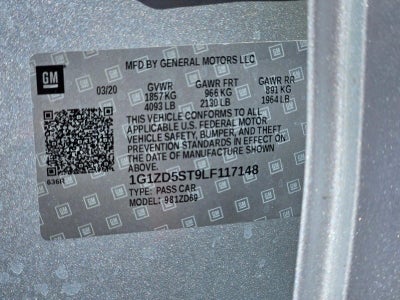 MFD BY GENERAL MOTORS LLC
GM
03/20 GVWR GAWR FRT GAWR RR
1857 KG 966 KG 891 KG
4093 LB 2130 LB 1964 LB
THIS VEHICLE CONFORMS TO ALL
APPLICABLE U.S. FEDERAL MOTOR
VEHICLE SAFETY, BUMPER, AND THEFT
PREVENTION STANDARDS IN EFFECT ON
THE DATE OF MANUFACTURE SHOWN
ABOVE.
936R
1G1ZD5ST9LF117148
TYPE: PASS CAR
MODEL: 981ZD69